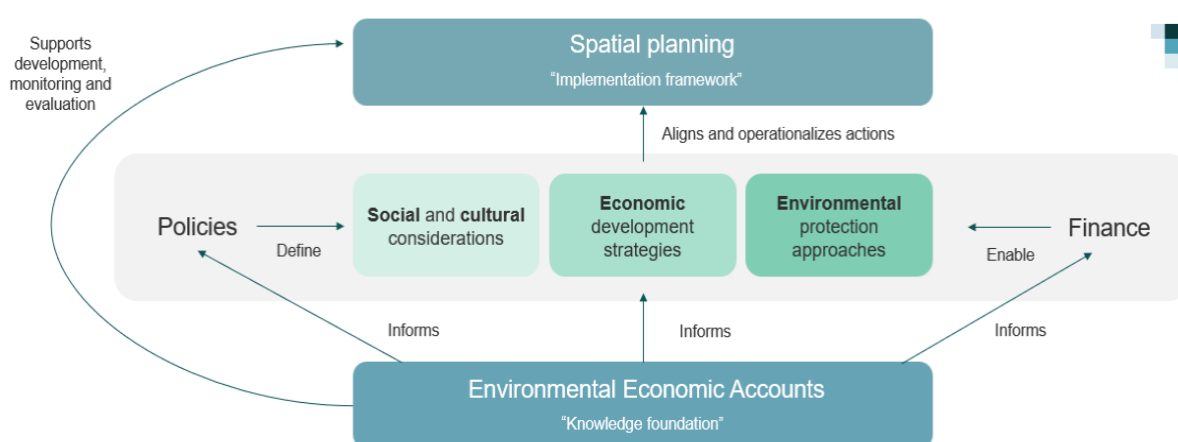 Supports
development,
monitoring and
evaluation
Spatial planning
“Implementation framework”
Aligns and operationalizes actions
Policies
Define
Social and cultural
considerations
Economic
development
strategies
Environmental
protection
approaches
Enable
Finance
Informs
Informs
Informs
Environmental Economic Accounts
“Knowledge foundation”